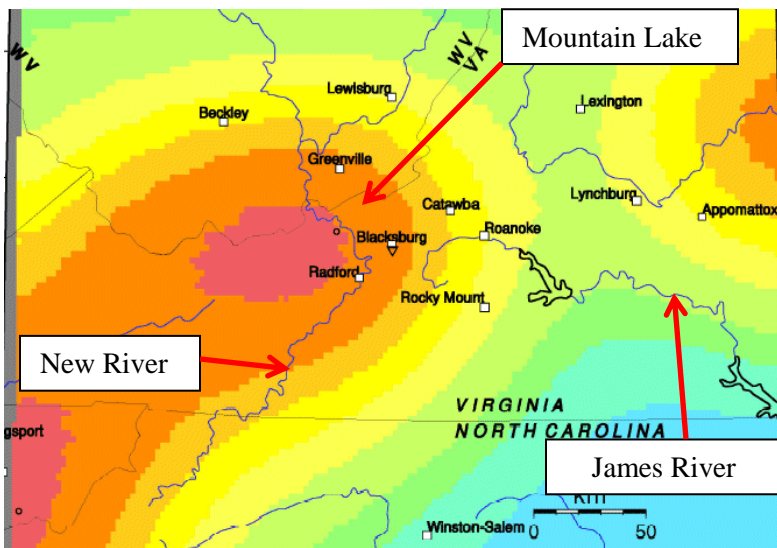 Mountain Lake
WV
WV
VA
Lewisburg
Beckley
Lexington
Greenville
Catawba
Lynchburg
Appomattox
Blacksburg
Roanoke
Radford
Rocky Mount
New River
VIRGINIA
NORTH CAROLINA
gsport
James River
km
0
50
Winston-Salem